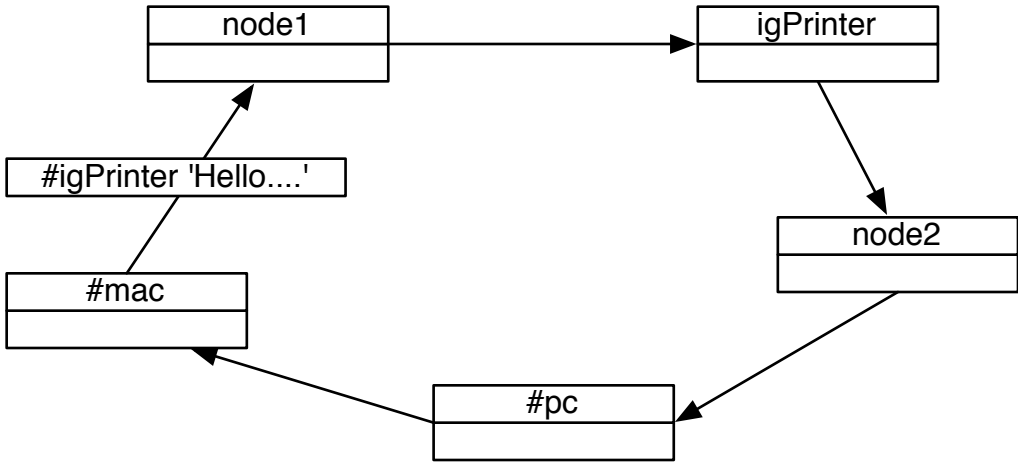 node1
igPrinter
#igPrinter 'Hello....'
node2
#mac
#pc